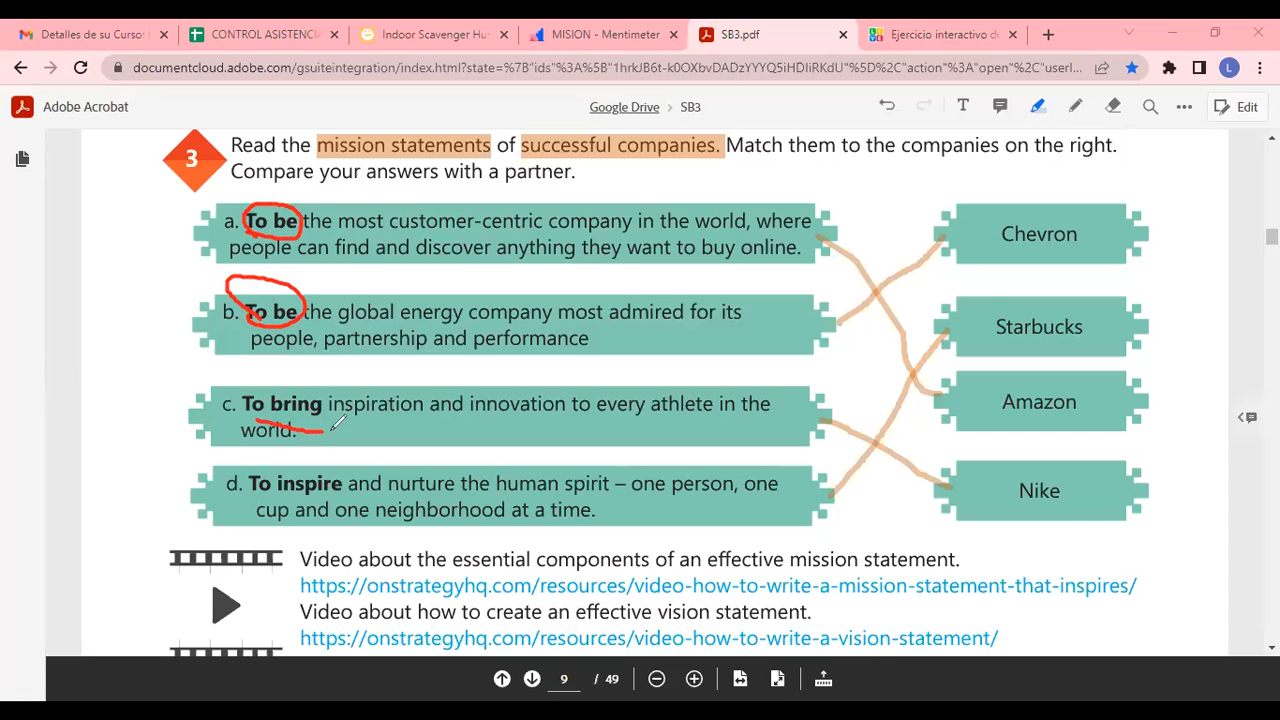 Detalles de su Cursol
CONTROL ASISTENCIA
Indoor Scavenger Hu
MISION - Mentimeter
SB3.pdf
Ejercicio interactivo d
documentcloud.adobe.com/gsuiteintegration/index.html?state=%7B"ids"%3A%5B"1hrkJB6t-k0OXbvDADzYYYQ5iHDIiRKdU"%5D%2C"action"%3A"open"%2C"userI...
L
Adobe Acrobat
Google Drive › SB3
T
Edit
3
Read the mission statements of successful companies. Match them to the companies on the right.
Compare your answers with a partner.
a. To be the most customer-centric company in the world, where
people can find and discover anything they want to buy online.
b. To be the global energy company most admired for its
people, partnership and performance
c. To bring inspiration and innovation to every athlete in the
world.
d. To inspire and nurture the human spirit – one person, one
cup and one neighborhood at a time.
Chevron
Starbucks
Amazon
Nike
Video about the essential components of an effective mission statement.
https://onstrategyhq.com/resources/video-how-to-write-a-mission-statement-that-inspires/
Video about how to create an effective vision statement.
https://onstrategyhq.com/resources/video-how-to-write-a-vision-statement/
9 / 49